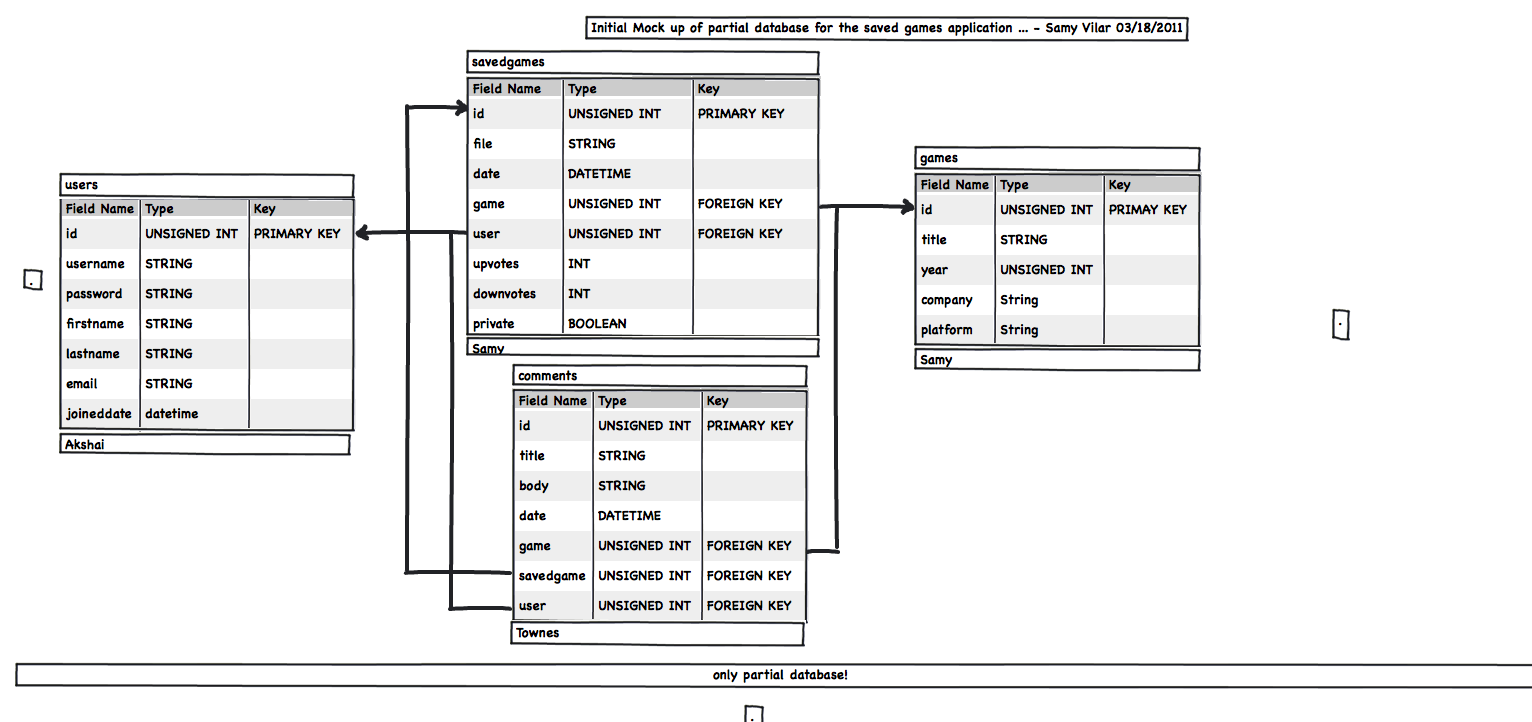 Initial Mock up of partial database for the saved games application ... - Samy Vilar 03/18/2011
savedgames
Field Name Type Key
id UNSIGNED INT PRIMARY KEY
file STRING
date DATETIME
game UNSIGNED INT FOREIGN KEY
user UNSIGNED INT FOREIGN KEY
upvotes INT
downvotes INT
private BOOLEAN
Samy
users
Field Name Type Key
id UNSIGNED INT PRIMARY KEY
username STRING
password STRING
firstname STRING
lastname STRING
email STRING
joineddate datetime
Akshai
games
Field Name Type Key
id UNSIGNED INT PRIMAY KEY
title STRING
year UNSIGNED INT
company String
platform String
Samy
comments
Field Name Type Key
id UNSIGNED INT PRIMARY KEY
title STRING
body STRING
date DATETIME
game UNSIGNED INT FOREIGN KEY
savedgame UNSIGNED INT FOREIGN KEY
user UNSIGNED INT FOREIGN KEY
Townes
.
.
only partial database!
.